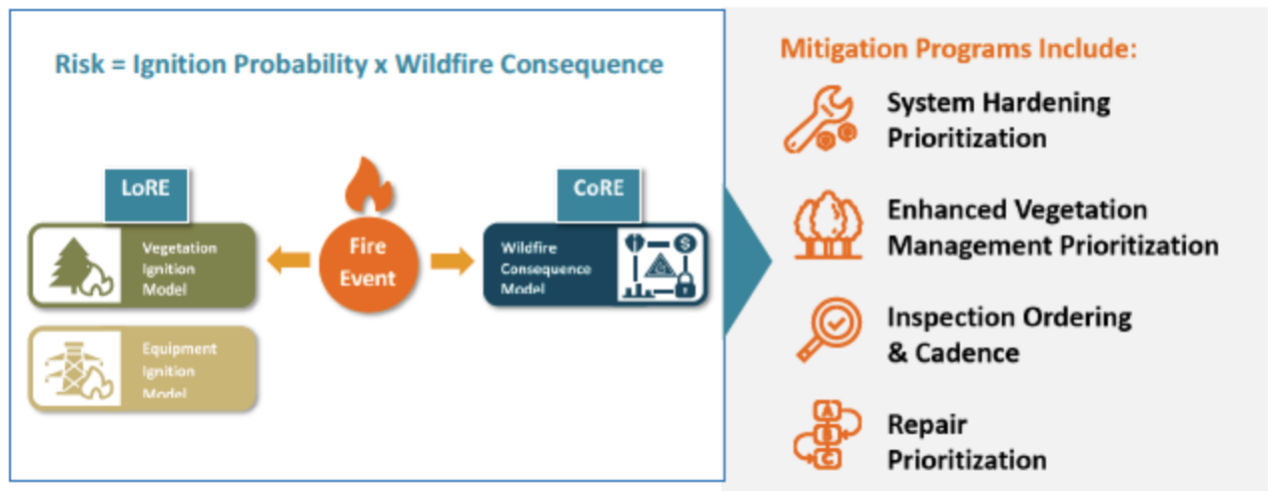 Risk = Ignition Probability x Wildfire Consequence
LoRE
Vegetation
Ignition
Model
Equipment
Ignition
Model
Fire
Event
CoRE
Wildfire
Consequence
Model
$
Mitigation Programs Include:
System Hardening
Prioritization
Enhanced Vegetation
Management Prioritization
Inspection Ordering
& Cadence
A
B
C
Repair
Prioritization